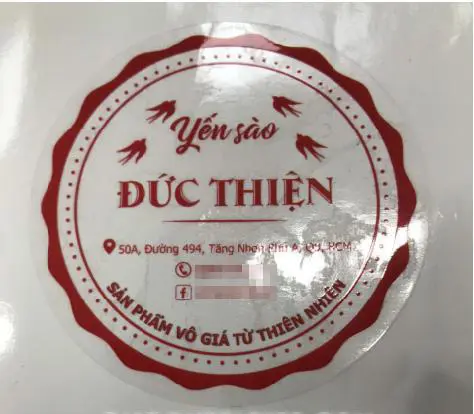 Yến sào
ĐỨC THIỆN
50A, Đường 494, Tăng Nhơn Phú A, Q9, HCM
SẢN PHẨM VÔ GIÁ TỪ THIÊN NHIÊN